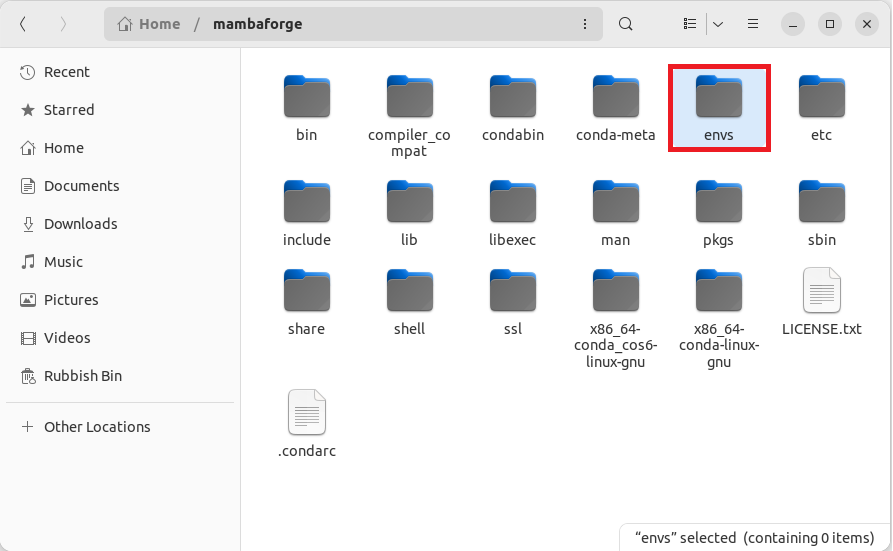 Home / mambaforge
Recent
Starred
Home
Documents
Downloads
Music
Pictures
Videos
Rubbish Bin
Other Locations
bin
compiler_co
mpat
condabin
conda-meta
envs
etc
include
lib
libexec
man
pkgs
sbin
share
shell
ssl
x86_64-
conda_cos6-
linux-gnu
x86_64-
conda-linux-
gnu
LICENSE.txt
.condarc
“envs” selected (containing 0 items)